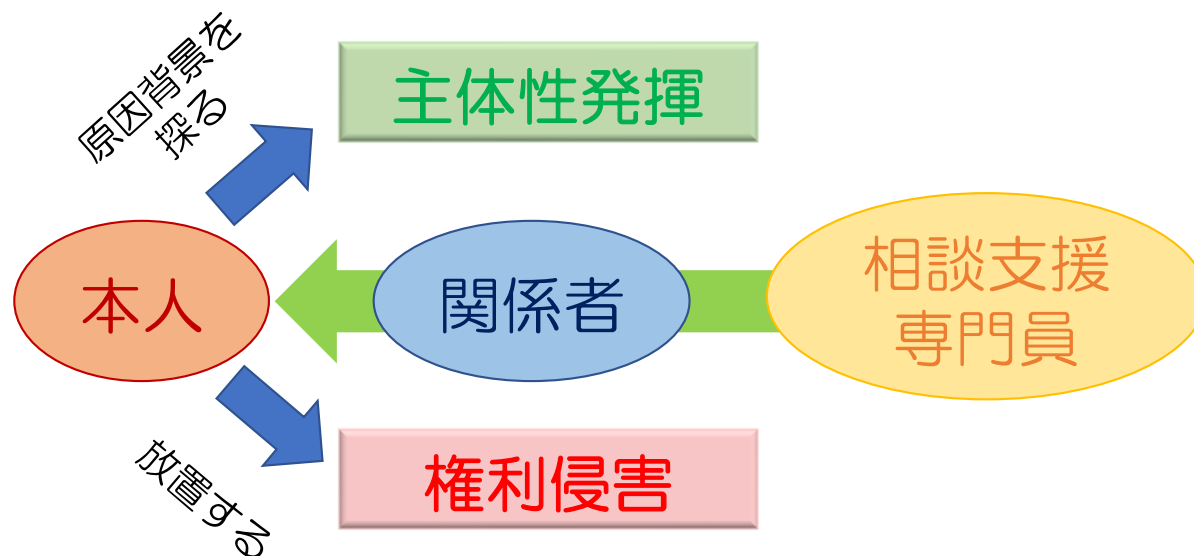 原因背景を
探る
主体性発揮
本人
関係者
相談支援
専門員
放置する
権利侵害